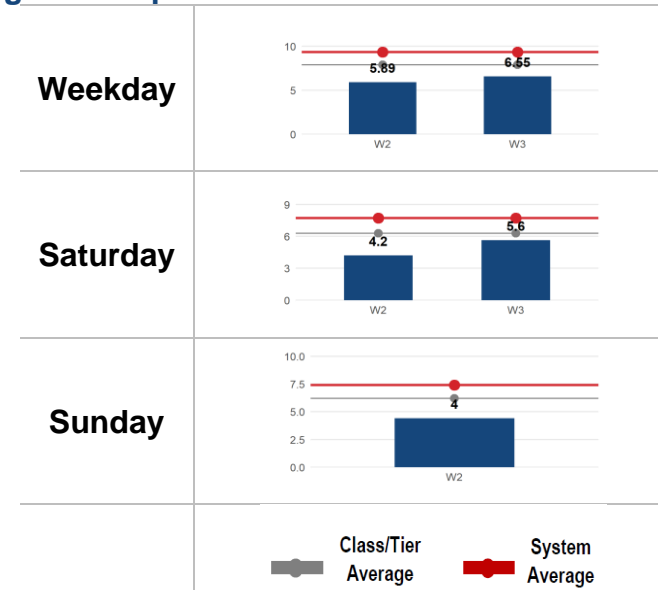 Weekday
10
5
0
5.89
6.55
W2
W3
Saturday
9
6
3
0
4.2
5.6
W2
W3
Sunday
10.0
7.5
5.0
2.5
0.0
4
W2
Class/Tier
Average
System
Average